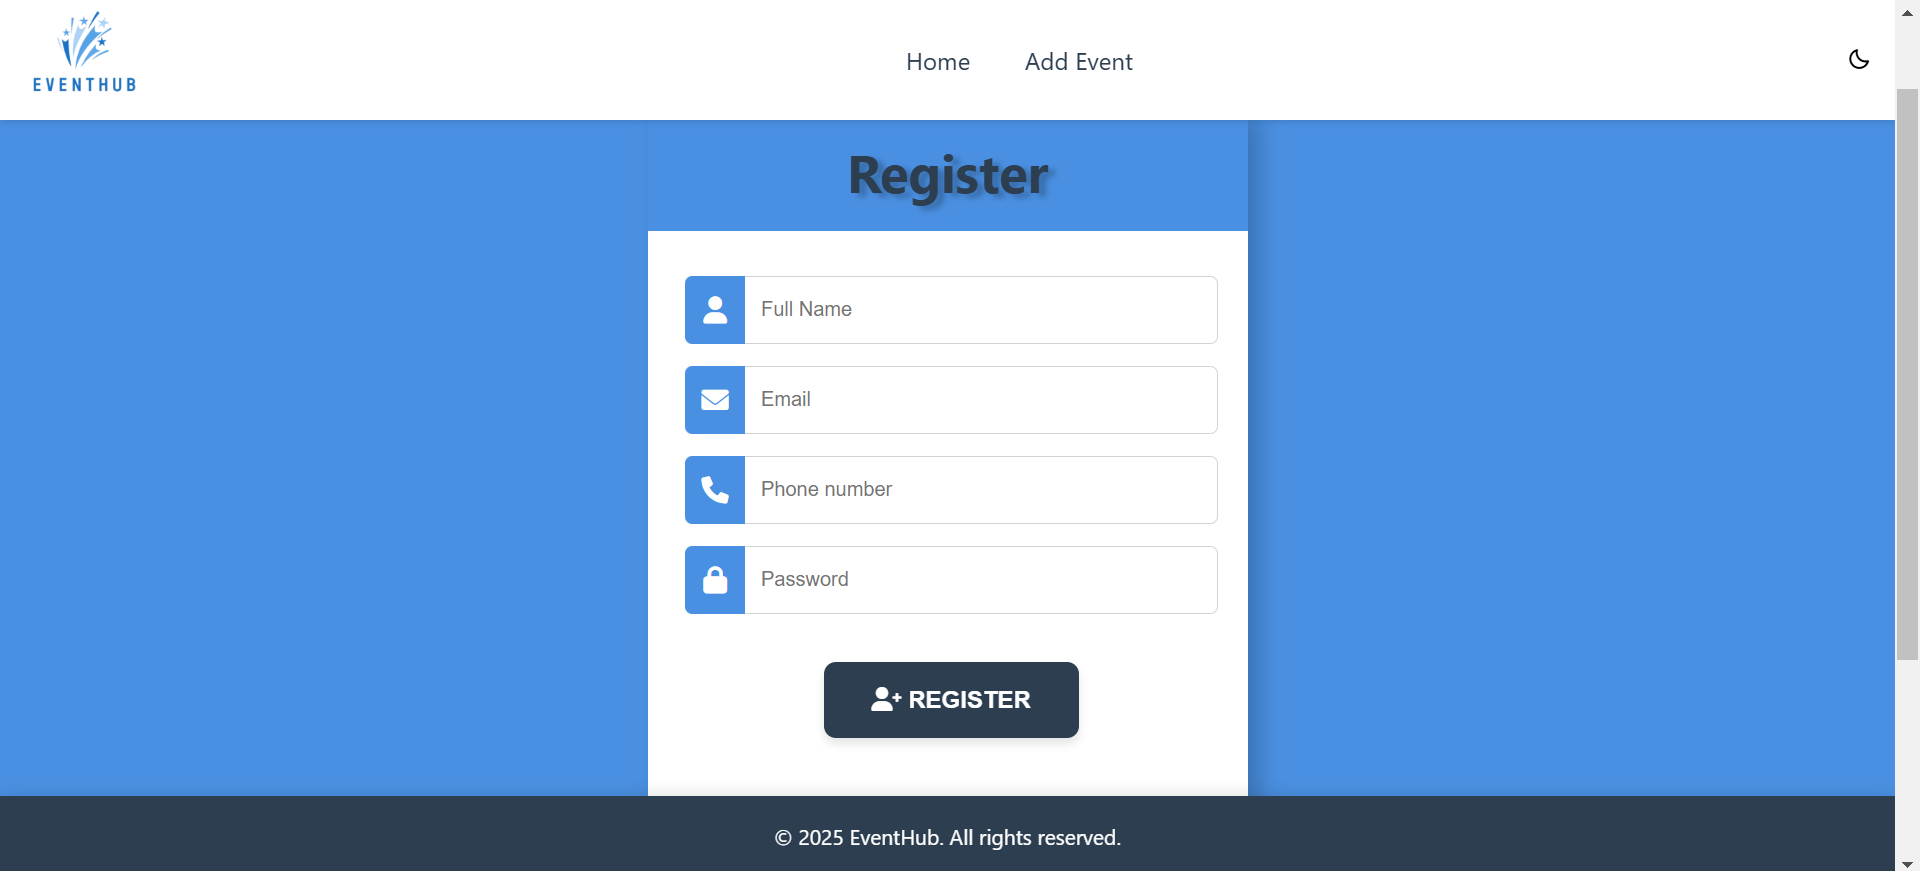 EVENTHUB
Home
Add Event
Register
Full Name
Email
Phone number
Password
REGISTER
© 2025 EventHub. All rights reserved.